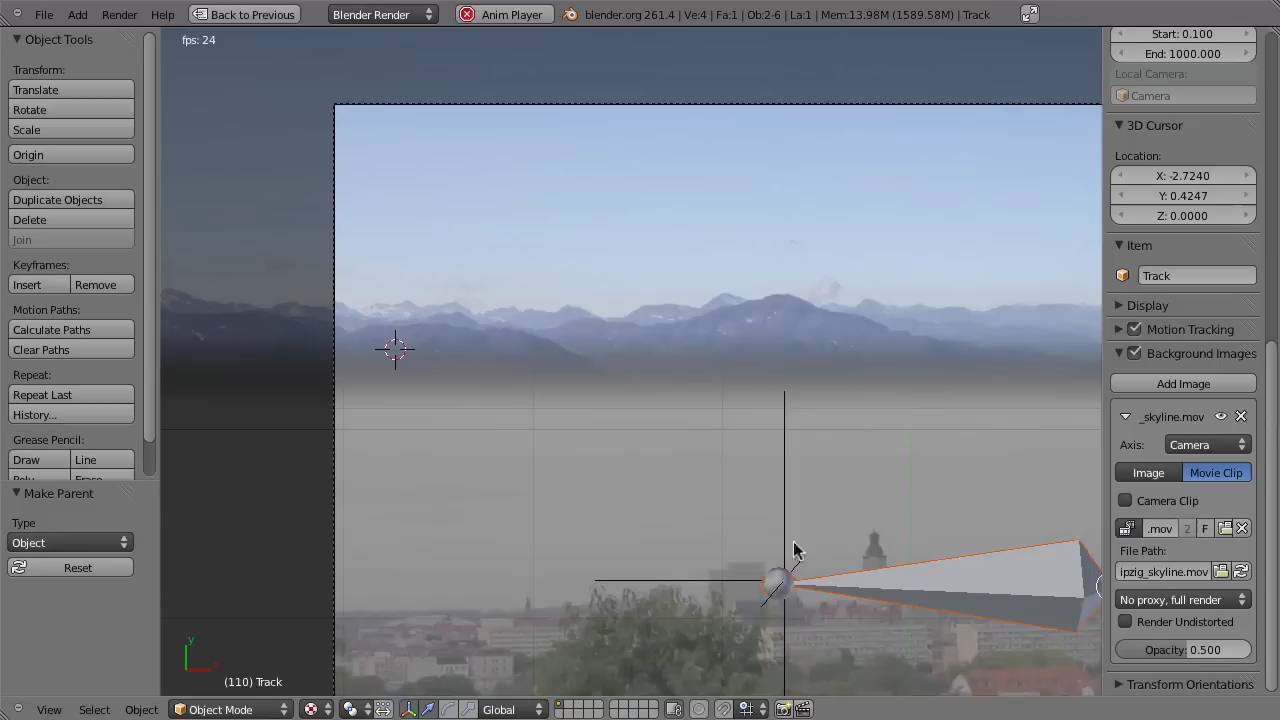 File Add Render Help Back to Previous Blender Render Anim Player blender.org 261.4 | Ve:4 | Fa:1 | Ob:2-6 | La:1 | Mem:13.98M (1589.58M) | Track
Object Tools
Transform:
Translate
Rotate
Scale
Origin
Object:
Duplicate Objects
Delete
Join
Keyframes:
Insert Remove
Motion Paths:
Calculate Paths
Clear Paths
Repeat:
Repeat Last
History...
Grease Pencil:
Draw Line
Make Parent
Type
Object
Reset
fps: 24
(110) Track
Start: 0.100
End: 1000.000
Local Camera:
Camera
3D Cursor
Location:
X: -2.7240
Y: 0.4247
Z: 0.0000
Item
Track
Display
Motion Tracking
Background Images
Add Image
_skyline.mov
Axis: Camera
Image Movie Clip
Camera Clip
.mov 2 F
File Path:
ipzig_skyline.mov
No proxy, full render
Render Undistorted
Opacity: 0.500
Transform Orientations
y
x
View Select Object Object Mode Global